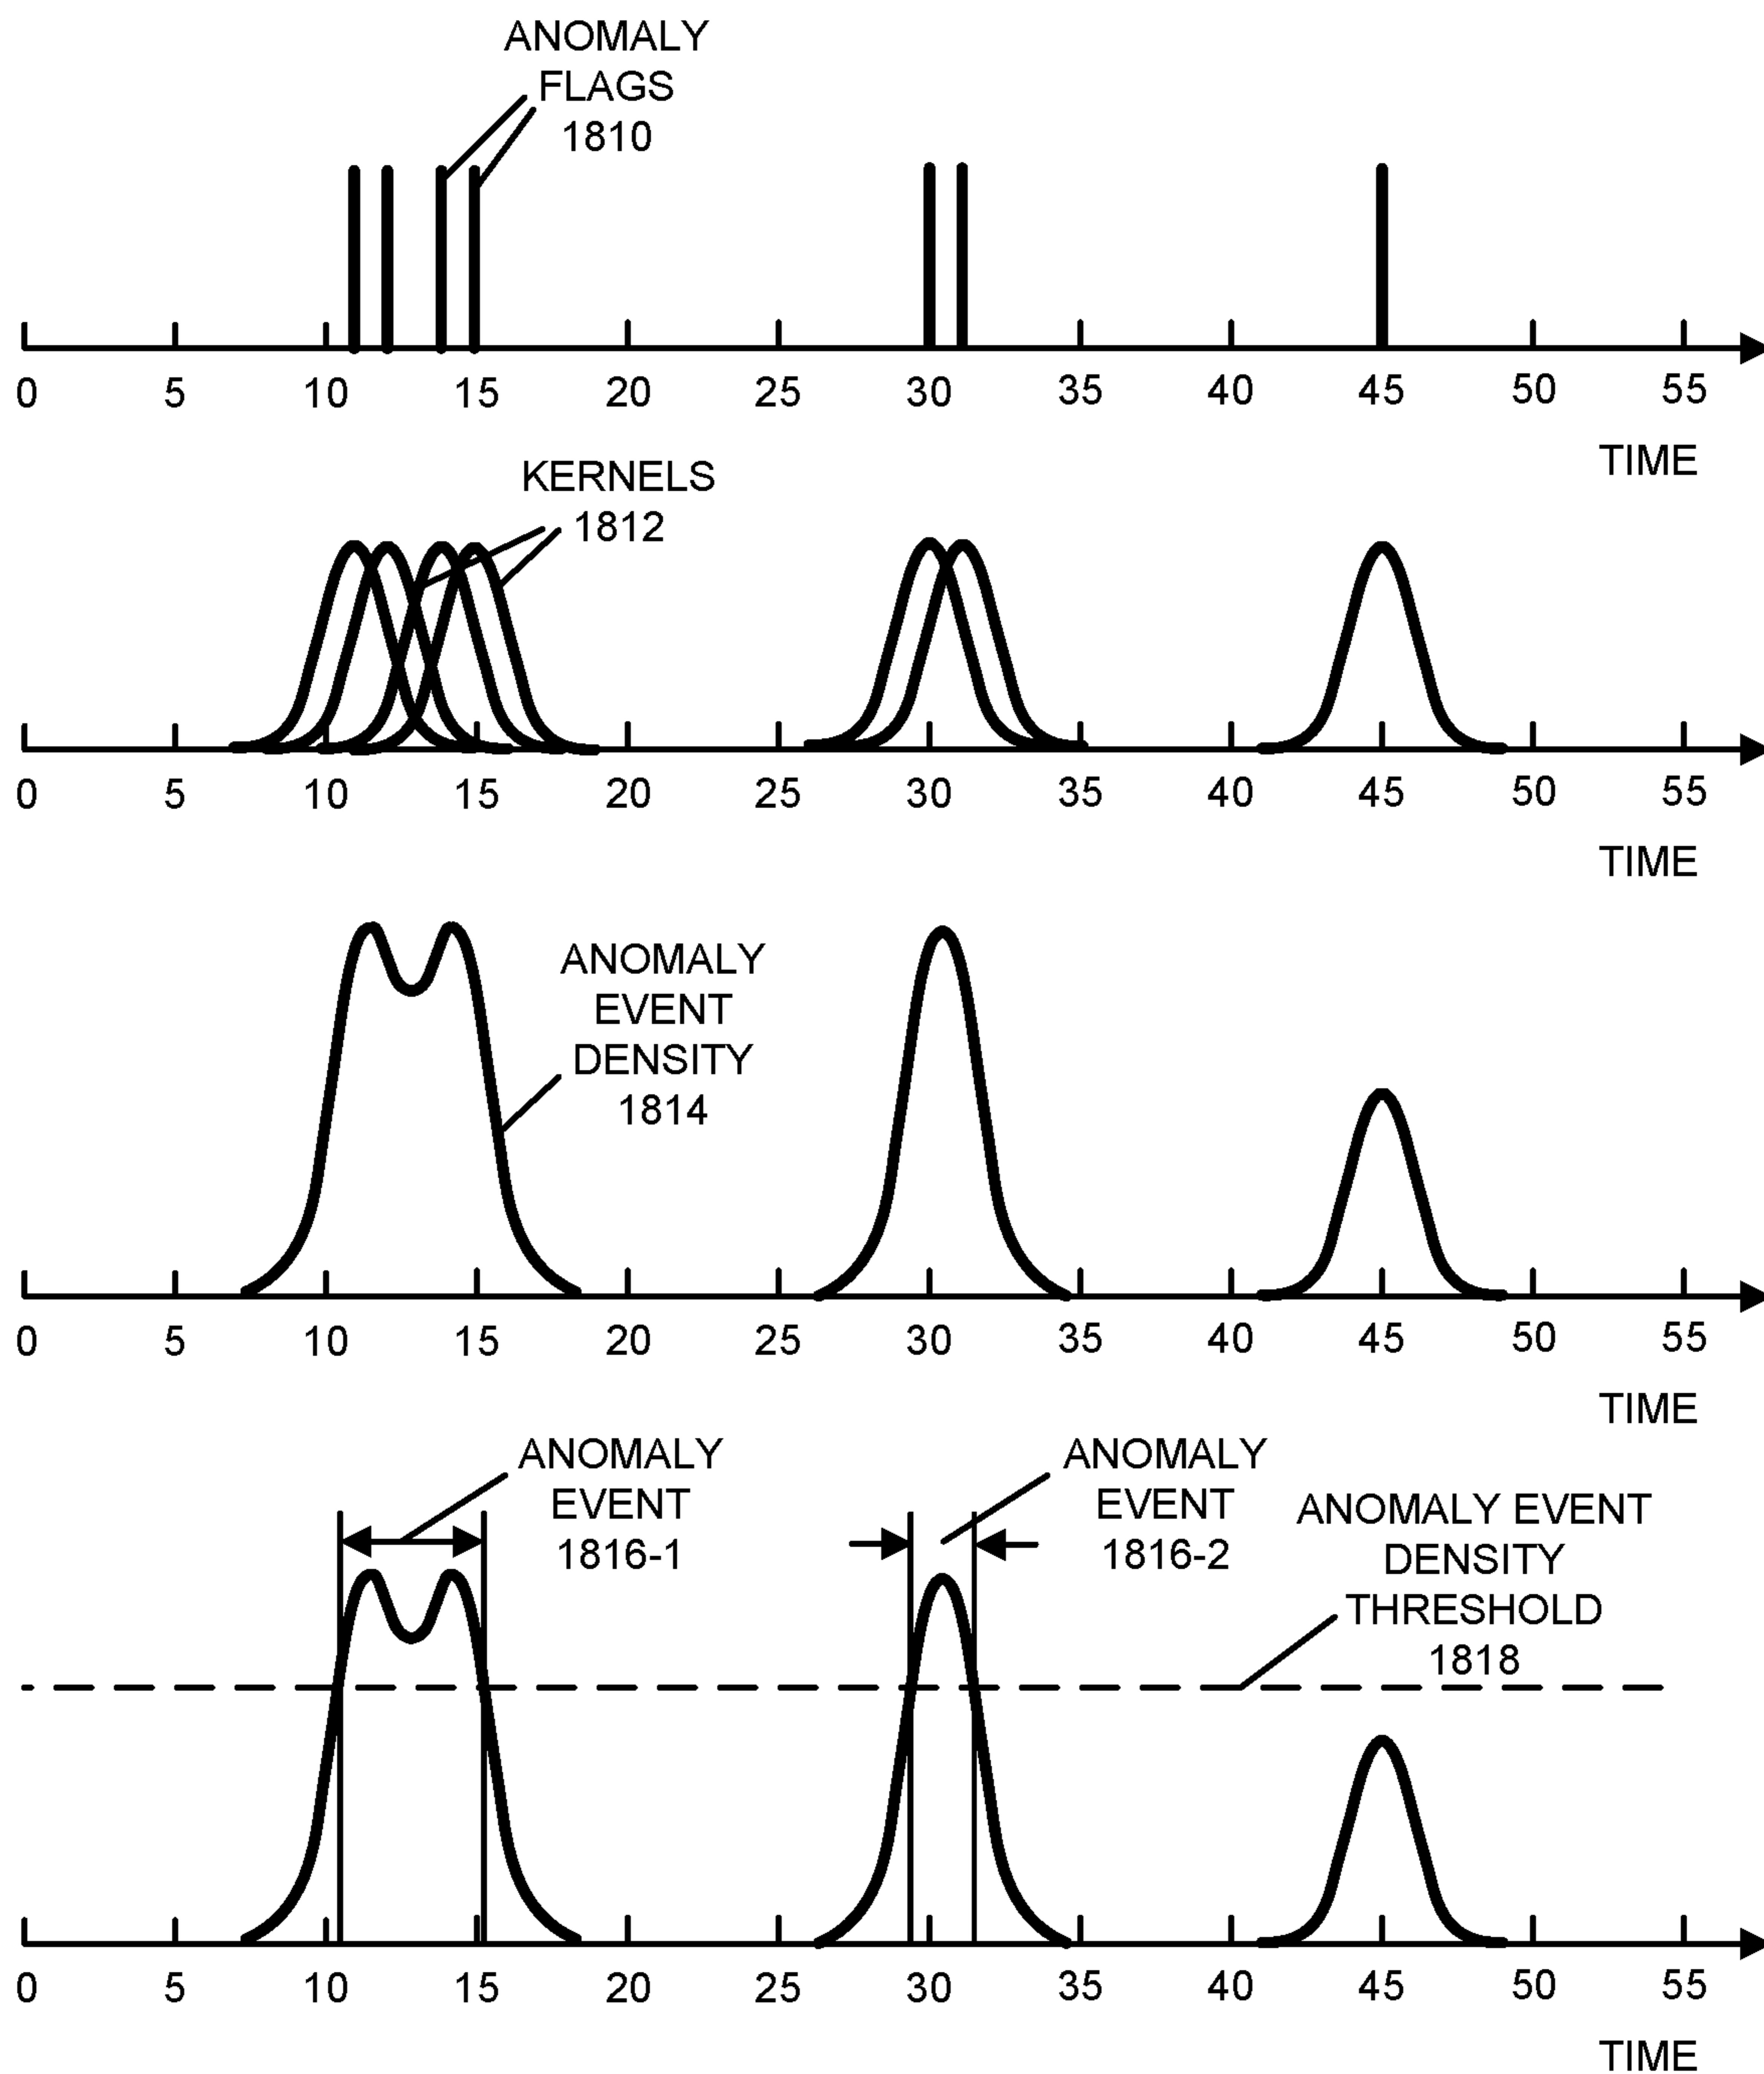 ANOMALY
FLAGS
1810
0 5 10 15 20 25 30 35 40 45 50 55
TIME
KERNELS
1812
0 5 10 15 20 25 30 35 40 45 50 55
TIME
ANOMALY
EVENT
DENSITY
1814
0 5 10 15 20 25 30 35 40 45 50 55
TIME
ANOMALY
EVENT
1816-1
ANOMALY
EVENT
1816-2
ANOMALY EVENT
DENSITY
THRESHOLD
1818
0 5 10 15 20 25 30 35 40 45 50 55
TIME